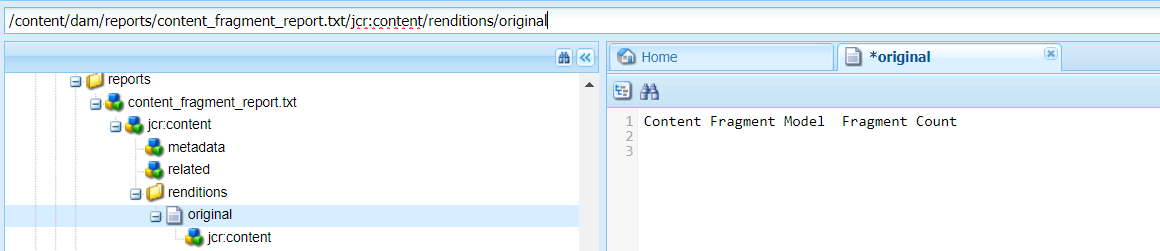 /content/dam/reports/content_fragment_report.txt/jcr:content/renditions/original
reports
content_fragment_report.txt
jcr:content
metadata
related
renditions
original
jcr:content
Home
*original
1 Content Fragment Model  Fragment Count
2
3